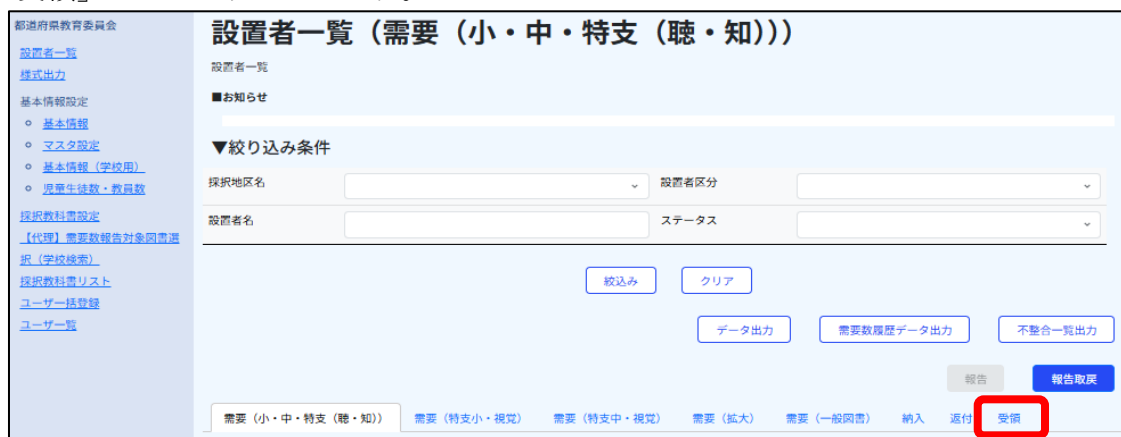 都道府県教育委員会
設置者一覧
様式出力
基本情報設定
基本情報
マスタ設定
基本情報（学校用）
児童生徒数・教員数
採択教科書設定
【代理】需要数報告対象図書選
択（学校検索）
採択教科書リスト
ユーザ一括登録
ユーザ一覧
設置者一覧（需要（小・中・特支（聴・知）））
設置者一覧
■お知らせ
▼絞り込み条件
採択地区名
設置者区分
設置者名
ステータス
絞込み クリア
データ出力 需要数履歴データ出力 不整合一覧出力
報告 報告取戻
需要（小・中・特支（聴・知）） 需要（特支小・視覚） 需要（特支中・視覚） 需要（拡大） 需要（一般図書） 納入 返付 受領